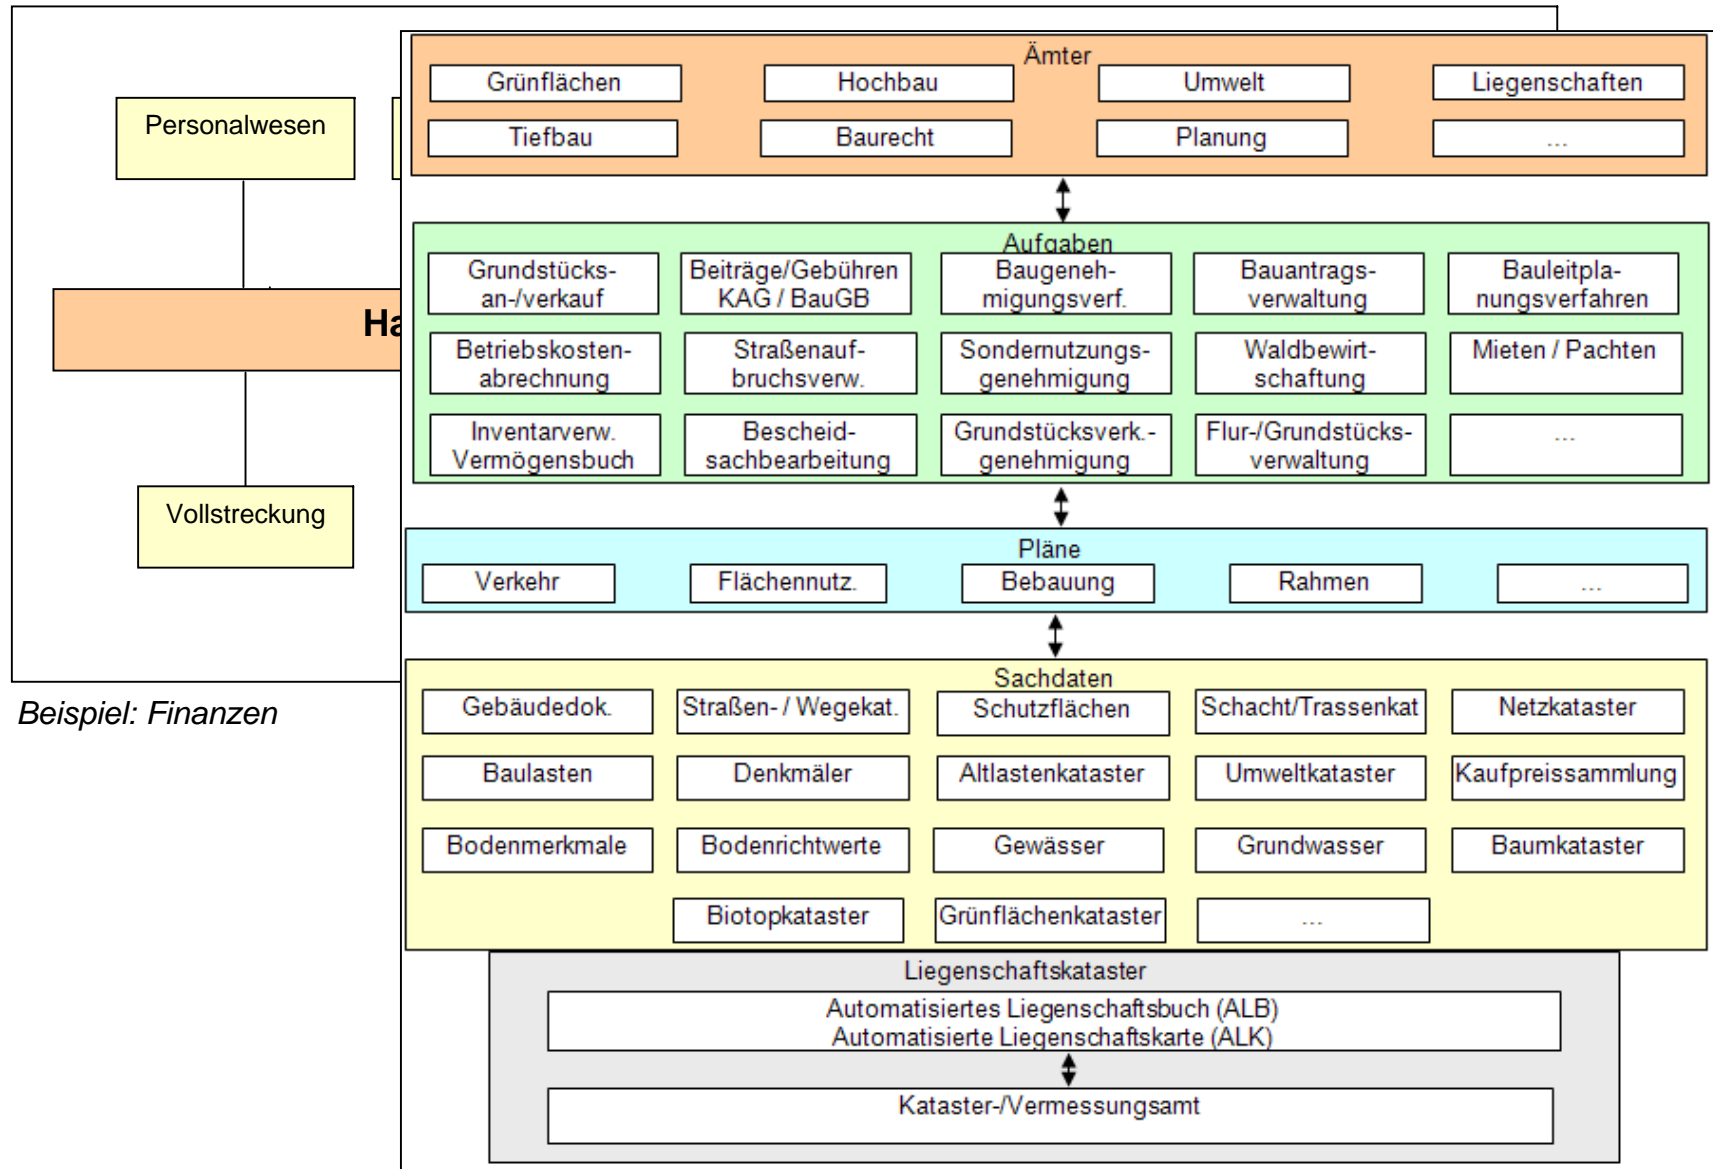 Personalwesen
Ha
Vollstreckung
Beispiel: Finanzen
Ämter
Grünflächen
Hochbau
Umwelt
Liegenschaften
Tiefbau
Baurecht
Planung
...
Aufgaben
Grundstücks-
an-/verkauf
Beiträge/Gebühren
KAG / BauGB
Baugeneh-
migungsverf.
Bauantrags-
verwaltung
Bauleitpla-
nungsverfahren
Betriebskosten-
abrechnung
Straßenauf-
bruchsverw.
Sondernutzungs-
genehmigung
Waldbewirt-
schaftung
Mieten / Pachten
Inventarverw.
Vermögensbuch
Bescheid-
sachbearbeitung
Grundstücksverk.-
genehmigung
Flur-/Grundstücks-
verwaltung
...
Pläne
Verkehr
Flächennutz.
Bebauung
Rahmen
...
Sachdaten
Gebäudedok.
Straßen- / Wegekat.
Schutzflächen
Schacht/Trassenkat
Netzkataster
Baulasten
Denkmäler
Altlastenkataster
Umweltkataster
Kaufpreissammlung
Bodenmerkmale
Bodenrichtwerte
Gewässer
Grundwasser
Baumkataster
Biotopkataster
Grünflächenkataster
...
Liegenschaftskataster
Automatisiertes Liegenschaftsbuch (ALB)
Automatisierte Liegenschaftskarte (ALK)
Kataster-/Vermessungsamt